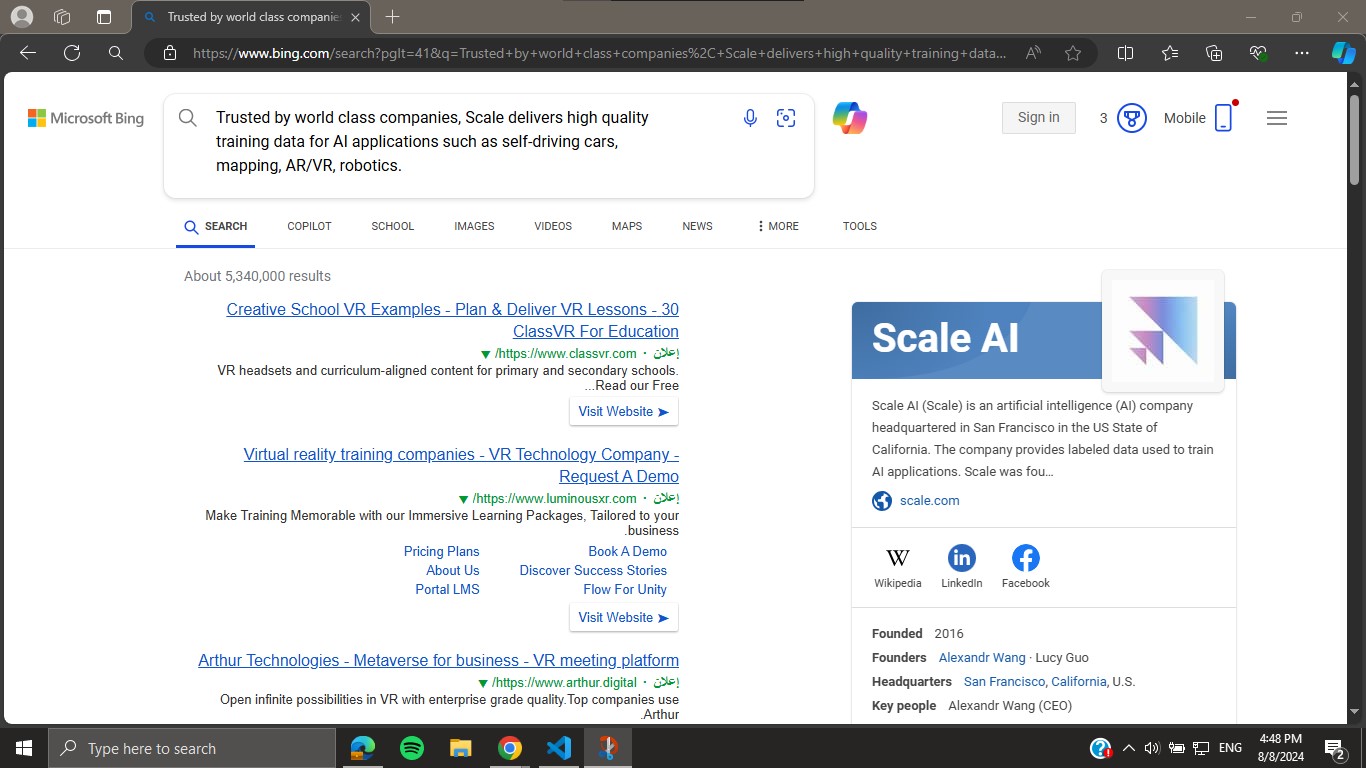 Trusted by world class companie
https://www.bing.com/search?pglt=41&q=Trusted+by+world+class+companies%2C+Scale+delivers+high+quality+training+data...
Microsoft Bing
Trusted by world class companies, Scale delivers high quality
training data for AI applications such as self-driving cars,
mapping, AR/VR, robotics.
Sign in
3
Mobile
SEARCH
COPILOT
SCHOOL
IMAGES
VIDEOS
MAPS
NEWS
MORE
TOOLS
About 5,340,000 results
Creative School VR Examples - Plan & Deliver VR Lessons - 30
ClassVR For Education
إعلان · https://www.classvr.com/
VR headsets and curriculum-aligned content for primary and secondary schools.
...Read our Free
Visit Website
Virtual reality training companies - VR Technology Company -
Request A Demo
إعلان · https://www.luminousxr.com/
Make Training Memorable with our Immersive Learning Packages, Tailored to your
.business
Pricing Plans
Book A Demo
About Us
Discover Success Stories
Portal LMS
Flow For Unity
Visit Website
Arthur Technologies - Metaverse for business - VR meeting platform
إعلان · https://www.arthur.digital/
Open infinite possibilities in VR with enterprise grade quality.Top companies use
.Arthur
Scale AI
Scale AI (Scale) is an artificial intelligence (AI) company
headquartered in San Francisco in the US State of
California. The company provides labeled data used to train
AI applications. Scale was fou…
scale.com
W
in
Wikipedia
LinkedIn
Facebook
Founded 2016
Founders Alexandr Wang · Lucy Guo
Headquarters San Francisco, California, U.S.
Key people Alexandr Wang (CEO)
Type here to search
ENG
4:48 PM
8/8/2024
2